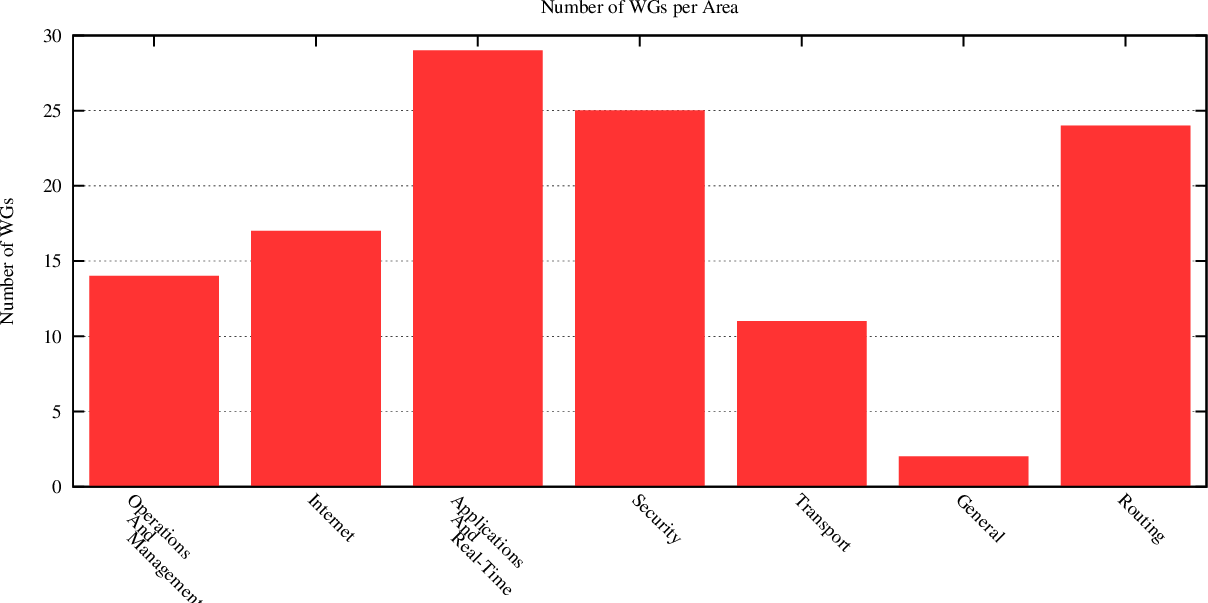 Number of WGs per Area
Number of WGs
30
25
20
15
10
5
0
Operations
And
Management
Internet
Applications
And
Real-Time
Security
Transport
General
Routing